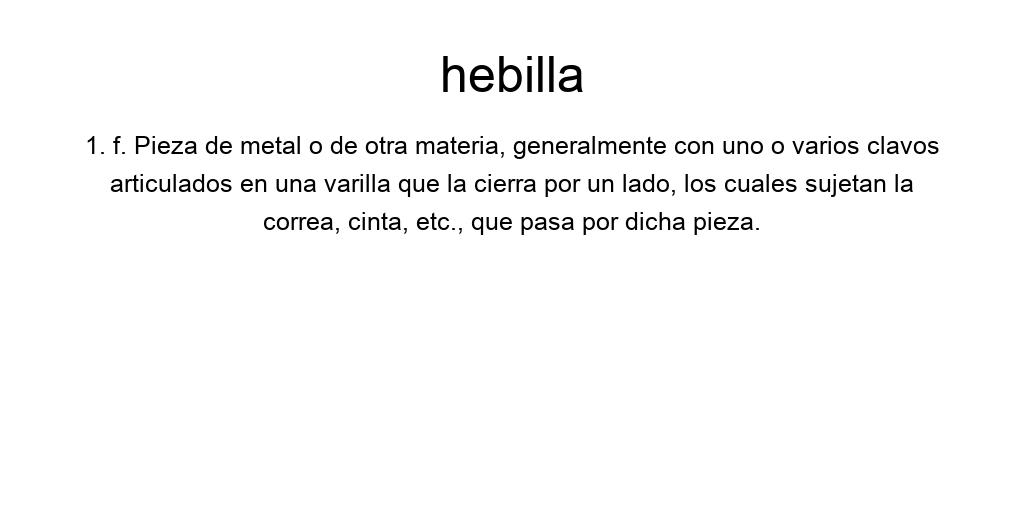 hebilla
1. f. Pieza de metal o de otra materia, generalmente con uno o varios clavos
articulados en una varilla que la cierra por un lado, los cuales sujetan la
correa, cinta, etc., que pasa por dicha pieza.